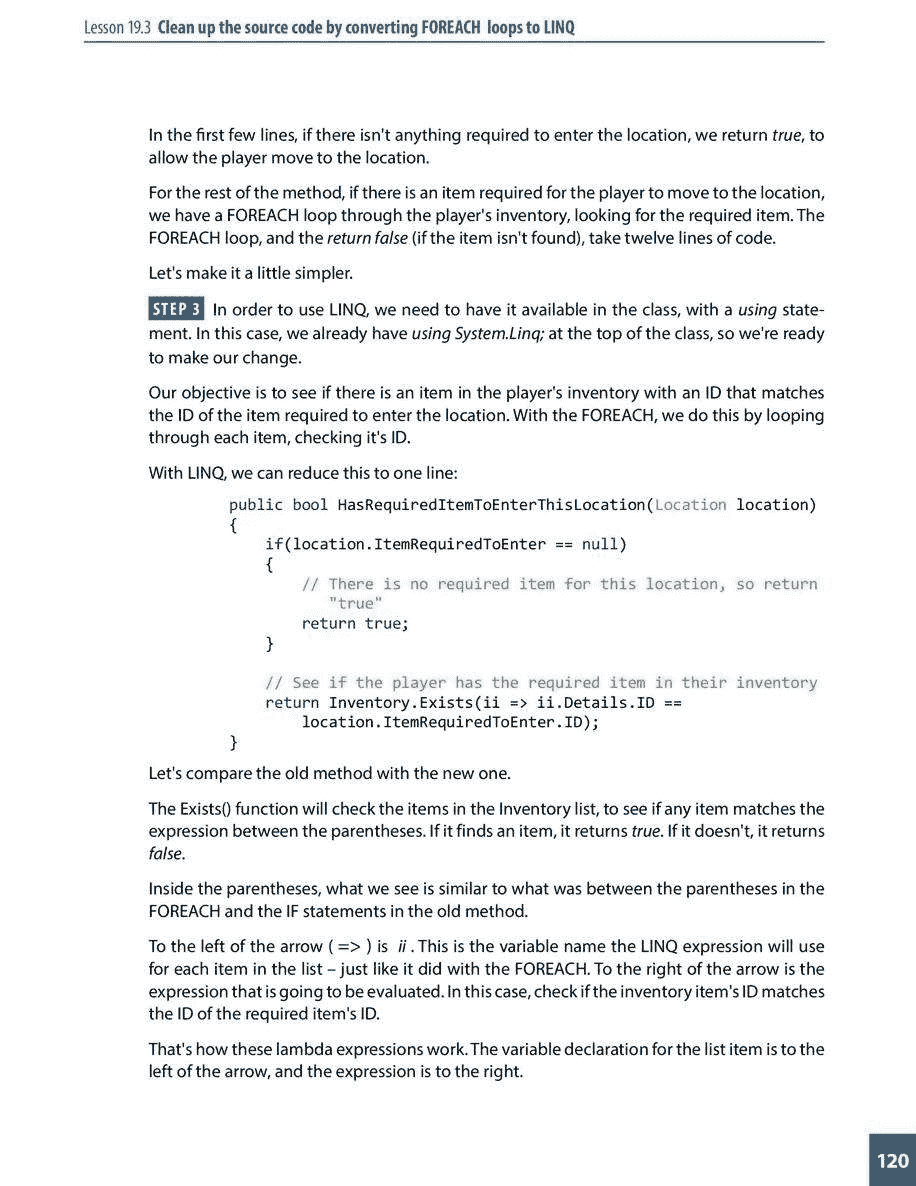 Lesson 19.3 Clean up the source code by converting FOREACH loops to LINQ
In the first few lines, if there isn't anything required to enter the location, we return true, to
allow the player move to the location.
For the rest of the method, if there is an item required for the player to move to the location,
we have a FOREACH loop through the player's inventory, looking for the required item. The
FOREACH loop, and the return false (if the item isn't found), take twelve lines of code.
Let's make it a little simpler.
STEP 3 In order to use LINQ, we need to have it available in the class, with a using state-
ment. In this case, we already have using System.Linq; at the top of the class, so we're ready
to make our change.
Our objective is to see if there is an item in the player's inventory with an ID that matches
the ID of the item required to enter the location. With the FOREACH, we do this by looping
through each item, checking it's ID.
With LINQ, we can reduce this to one line:
public bool HasRequiredItemToEnterThisLocation(Location location)
{
if(location.ItemRequiredToEnter == null)
{
// There is no required item for this location, so return
"true"
return true;
}
// See if the player has the required item in their inventory
return Inventory.Exists(ii => ii.Details.ID ==
location.ItemRequiredToEnter.ID);
}
Let's compare the old method with the new one.
The Exists() function will check the items in the Inventory list, to see if any item matches the
expression between the parentheses. If it finds an item, it returns true. If it doesn't, it returns
false.
Inside the parentheses, what we see is similar to what was between the parentheses in the
FOREACH and the IF statements in the old method.
To the left of the arrow ( => ) is ii . This is the variable name the LINQ expression will use
for each item in the list – just like it did with the FOREACH. To the right of the arrow is the
expression that is going to be evaluated. In this case, check if the inventory item's ID matches
the ID of the required item's ID.
That's how these lambda expressions work. The variable declaration for the list item is to the
left of the arrow, and the expression is to the right.
120